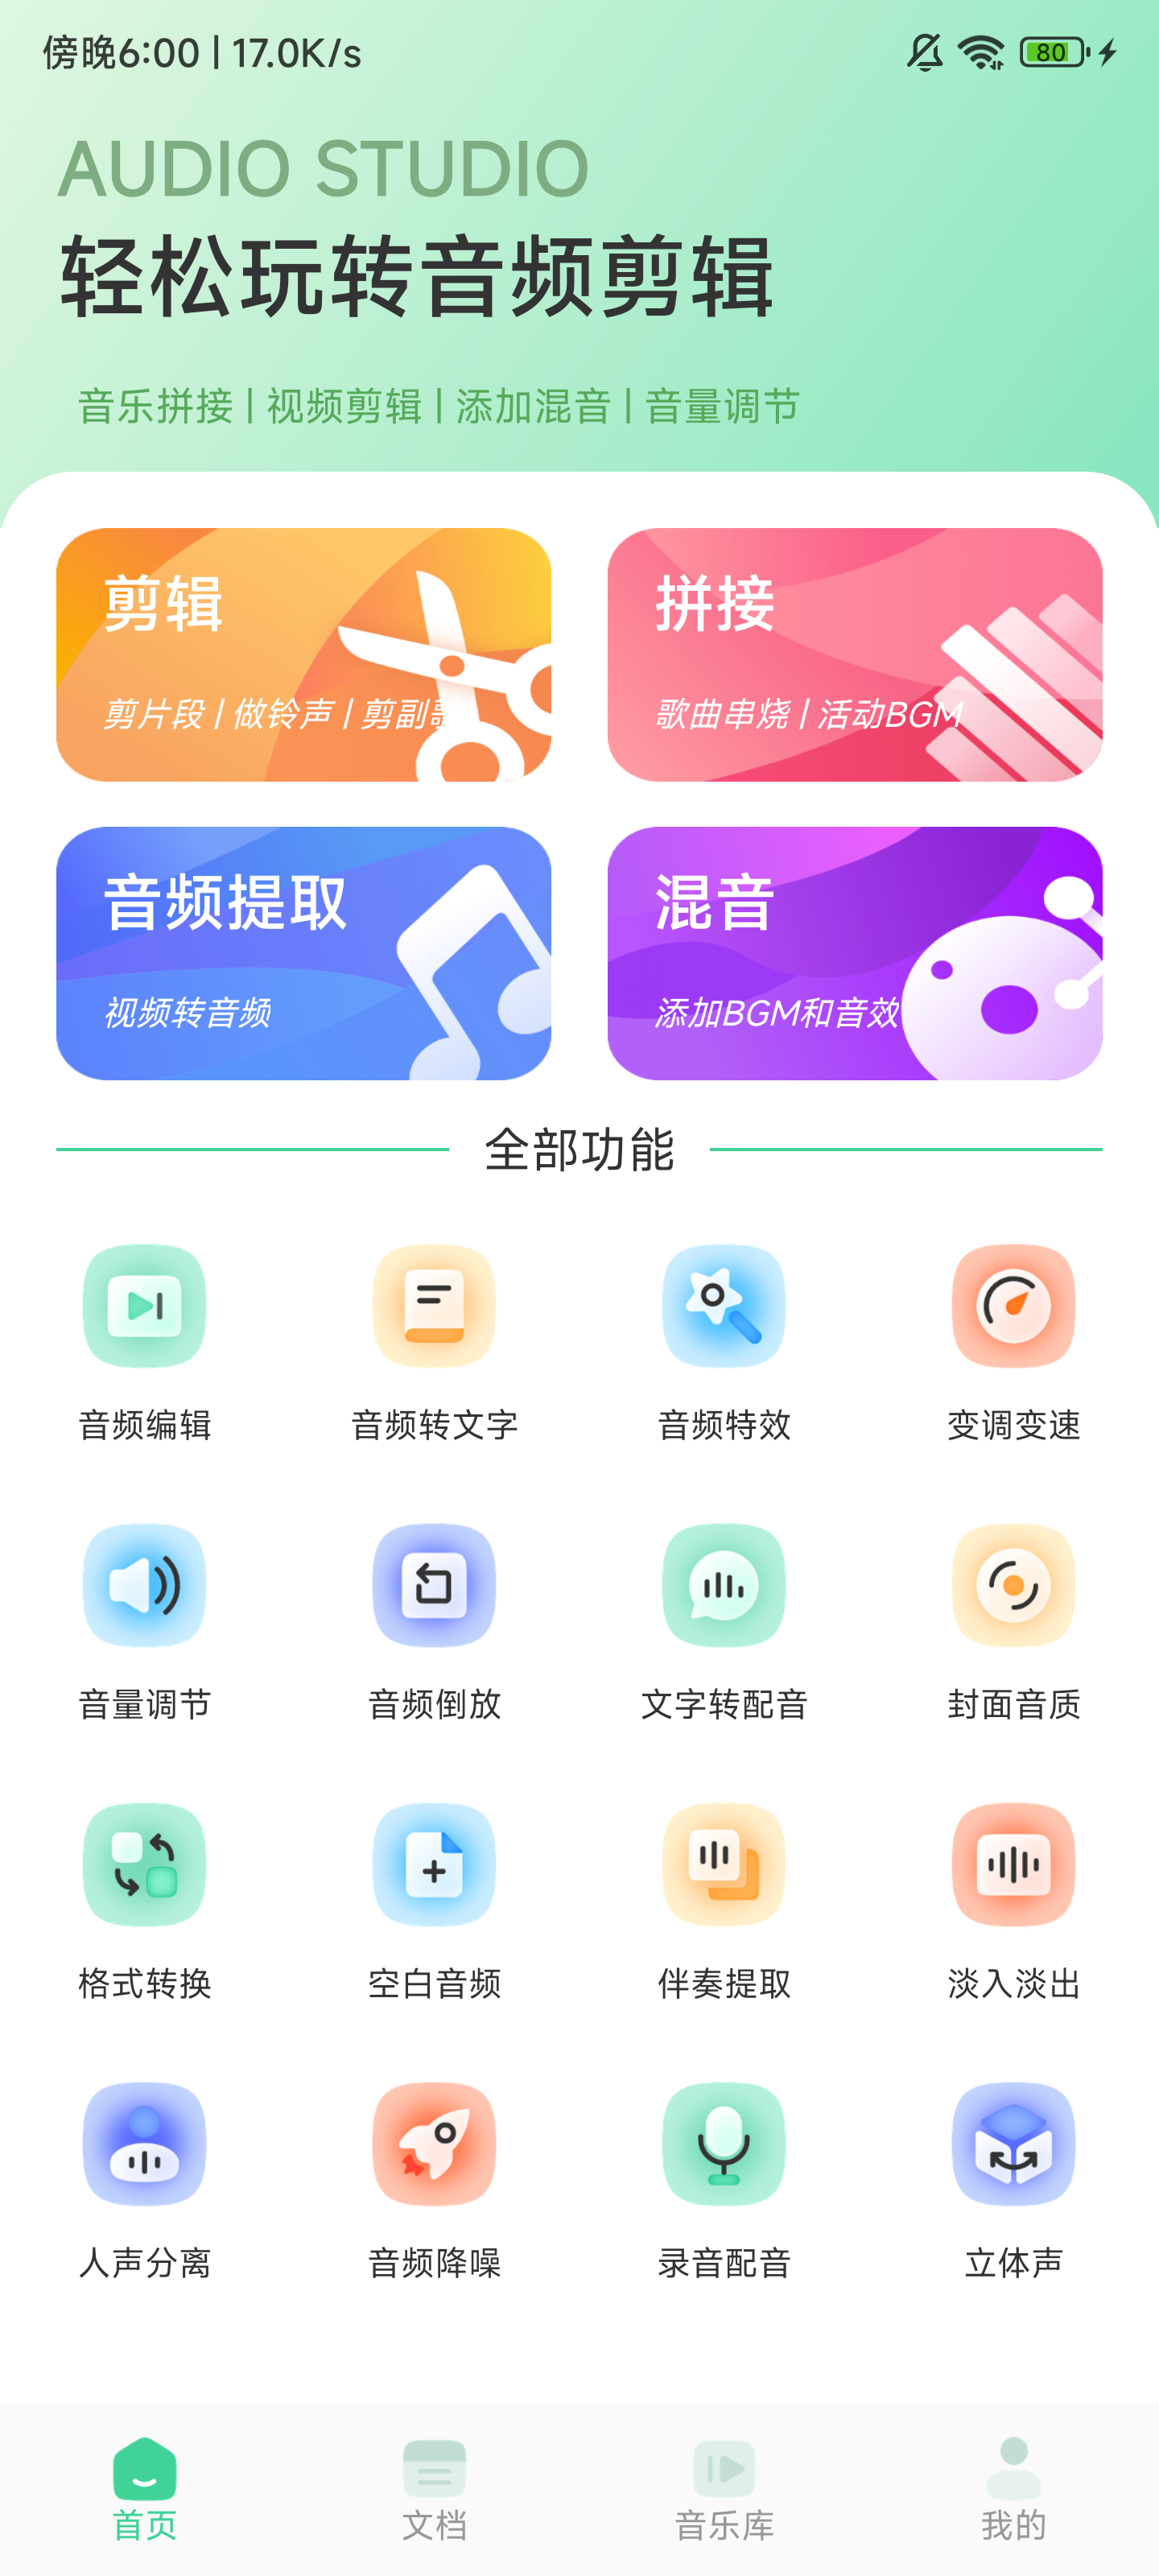 傍晚6:00 | 17.0K/s
80
AUDIO STUDIO
轻松玩转音频剪辑
音乐拼接 | 视频剪辑 | 添加混音 | 音量调节
剪辑
剪片段 | 做铃声 | 剪副歌
拼接
歌曲串烧 | 活动BGM
音频提取
视频转音频
混音
添加BGM和音效
全部功能
音频编辑
音频转文字
音频特效
变调变速
音量调节
音频倒放
文字转配音
封面音质
格式转换
空白音频
伴奏提取
淡入淡出
人声分离
音频降噪
录音配音
立体声
首页
文档
音乐库
我的